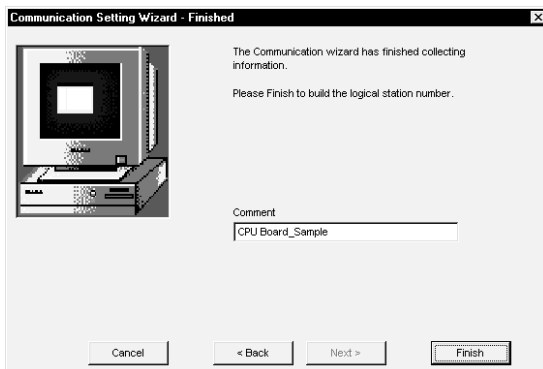 Communication Setting Wizard - Finished
The Communication wizard has finished collecting
information.
Please Finish to build the logical station number.
Comment
CPU Board_Sample
Cancel
< Back
Next >
Finish